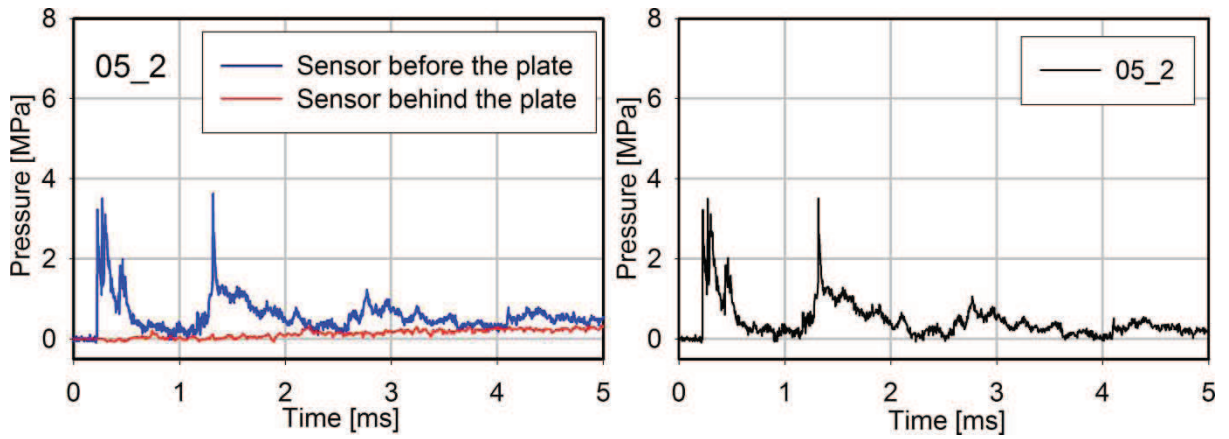 8
6
4
2
0
Pressure [MPa]
05_2
Sensor before the plate
Sensor behind the plate
0 1 2 3 4 5
Time [ms]
8
6
4
2
0
Pressure [MPa]
05_2
0 1 2 3 4 5
Time [ms]